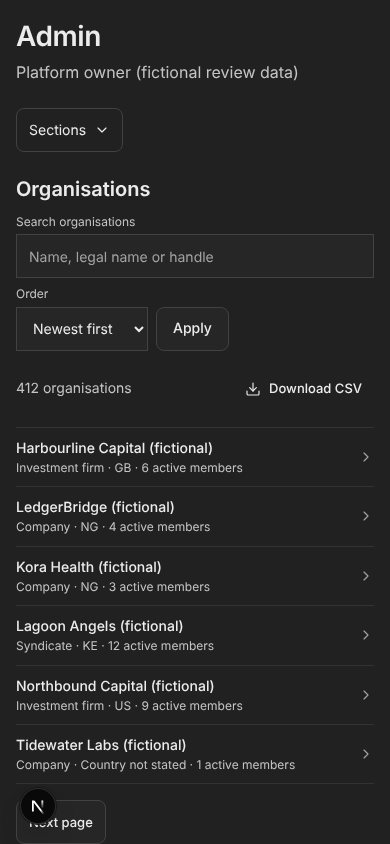 Admin
Platform owner (fictional review data)
Sections
Organisations
Search organisations
Name, legal name or handle
Order
Newest first
Apply
412 organisations
Download CSV
Harbourline Capital (fictional)
Investment firm · GB · 6 active members
LedgerBridge (fictional)
Company · NG · 4 active members
Kora Health (fictional)
Company · NG · 3 active members
Lagoon Angels (fictional)
Syndicate · KE · 12 active members
Northbound Capital (fictional)
Investment firm · US · 9 active members
Tidewater Labs (fictional)
Company · Country not stated · 1 active members
N
Next page